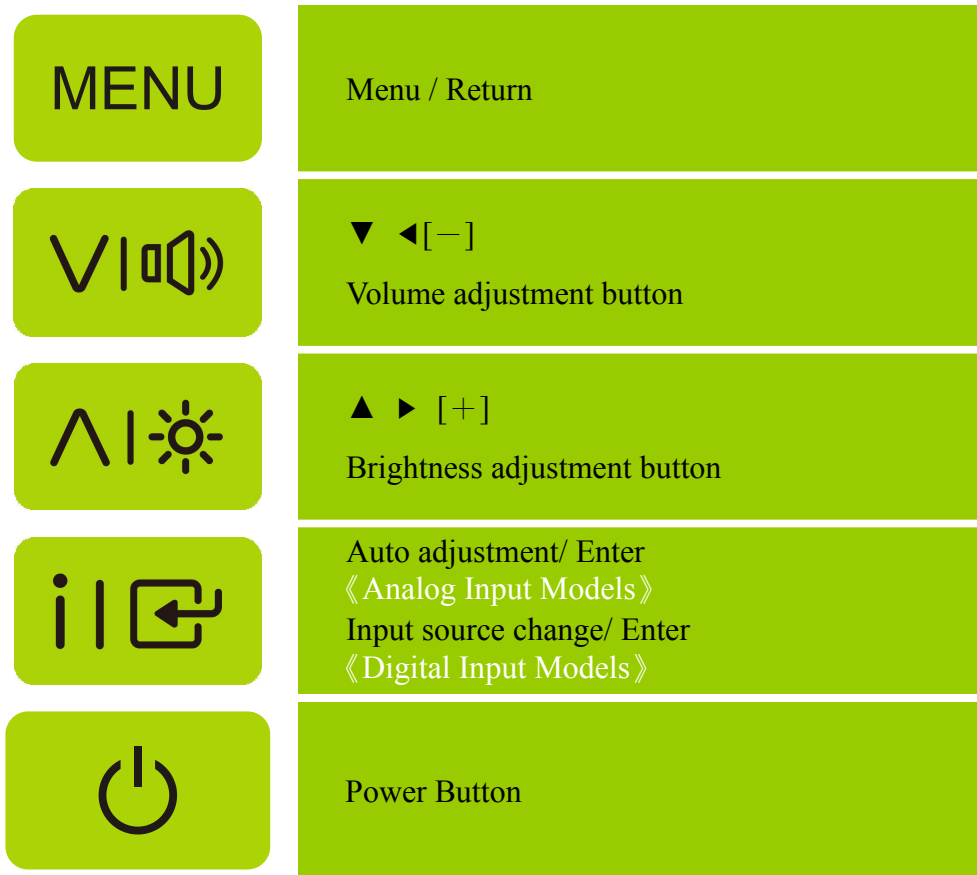 MENU
Menu / Return
▼ ◀[－]
Volume adjustment button
▲ ▶ [＋]
Brightness adjustment button
i
Auto adjustment/ Enter
《Analog Input Models》
Input source change/ Enter
《Digital Input Models》
Power Button